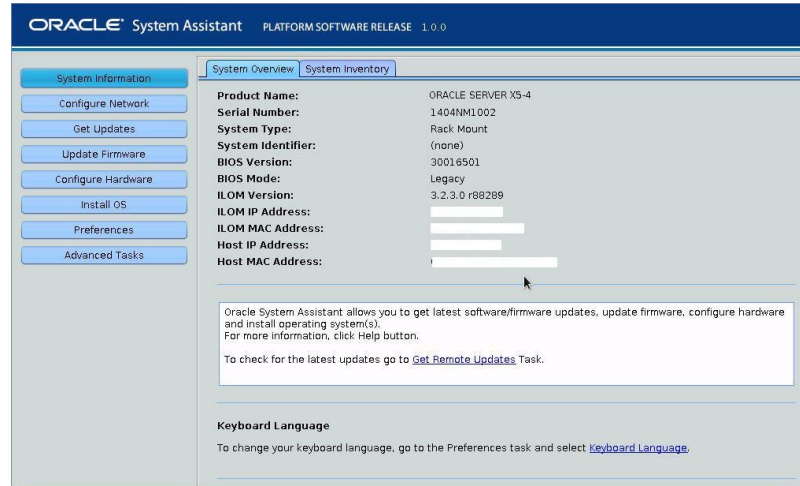 ORACLE System Assistant PLATFORM SOFTWARE RELEASE 1.0.0
System Information
Configure Network
Get Updates
Update Firmware
Configure Hardware
Install OS
Preferences
Advanced Tasks
System Overview System Inventory
Product Name: ORACLE SERVER X5-4
Serial Number: 1404NM1002
System Type: Rack Mount
System Identifier: (none)
BIOS Version: 30016501
BIOS Mode: Legacy
ILOM Version: 3.2.3.0 r88289
ILOM IP Address:
ILOM MAC Address:
Host IP Address:
Host MAC Address:
Oracle System Assistant allows you to get latest software/firmware updates, update firmware, configure hardware
and install operating system(s).
For more information, click Help button.
To check for the latest updates go to Get Remote Updates Task.
Keyboard Language
To change your keyboard language, go to the Preferences task and select Keyboard Language.